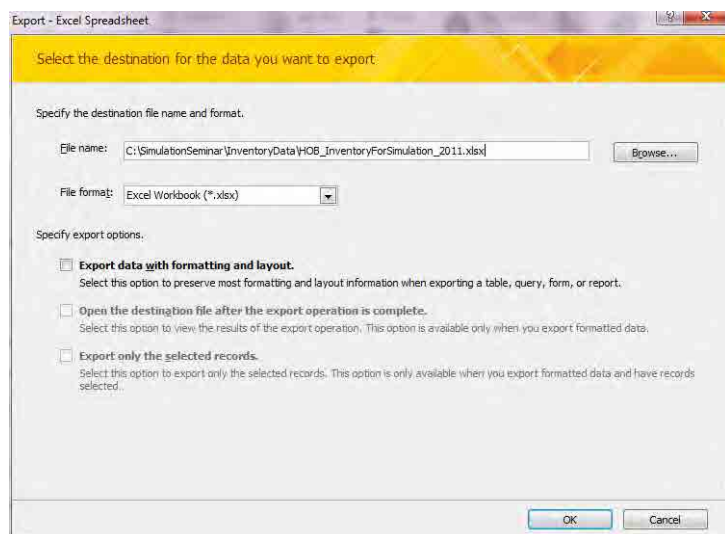 Export - Excel Spreadsheet
Select the destination for the data you want to export
Specify the destination file name and format.
File name: C:\SimulationSeminar\InventoryData\HOB_InventoryForSimulation_2011.xlsx Browse...
File format: Excel Workbook (*.xlsx)
Specify export options.
Export data with formatting and layout.
Select this option to preserve most formatting and layout information when exporting a table, query, form, or report.
Open the destination file after the export operation is complete.
Select this option to view the results of the export operation. This option is available only when you export formatted data.
Export only the selected records.
Select this option to export only the selected records. This option is only available when you export formatted data and have records
selected.
OK Cancel